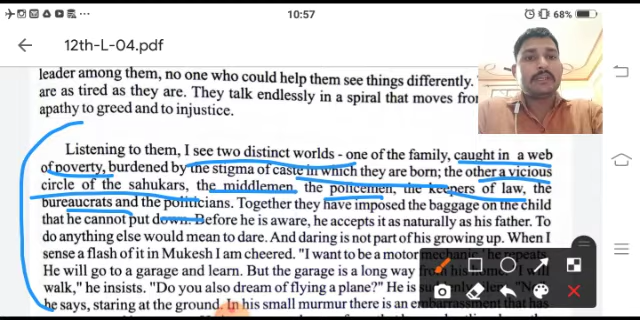 10:57
68%
12th-L-04.pdf
leader among them, no one who could help them see things differently.
are as tired as they are. They talk endlessly in a spiral that moves from
apathy to greed and to injustice.
Listening to them, I see two distinct worlds - one of the family, caught in a web
of poverty, burdened by the stigma of caste in which they are born; the other a vicious
circle of the sahukars, the middlemen, the policemen, the keepers of law, the
bureaucrats and the politicians. Together they have imposed the baggage on the child
that he cannot put down. Before he is aware, he accepts it as naturally as his father. To
do anything else would mean to dare. And daring is not part of his growing up. When I
sense a flash of it in Mukesh I am cheered. "I want to be a motor mechanic," he repeats.
He will go to a garage and learn. But the garage is a long way from his "I will
walk," he insists. "Do you also dream of flying a plane?" He is
he says, staring at the ground. In his small murmur there is an embarrassment that has